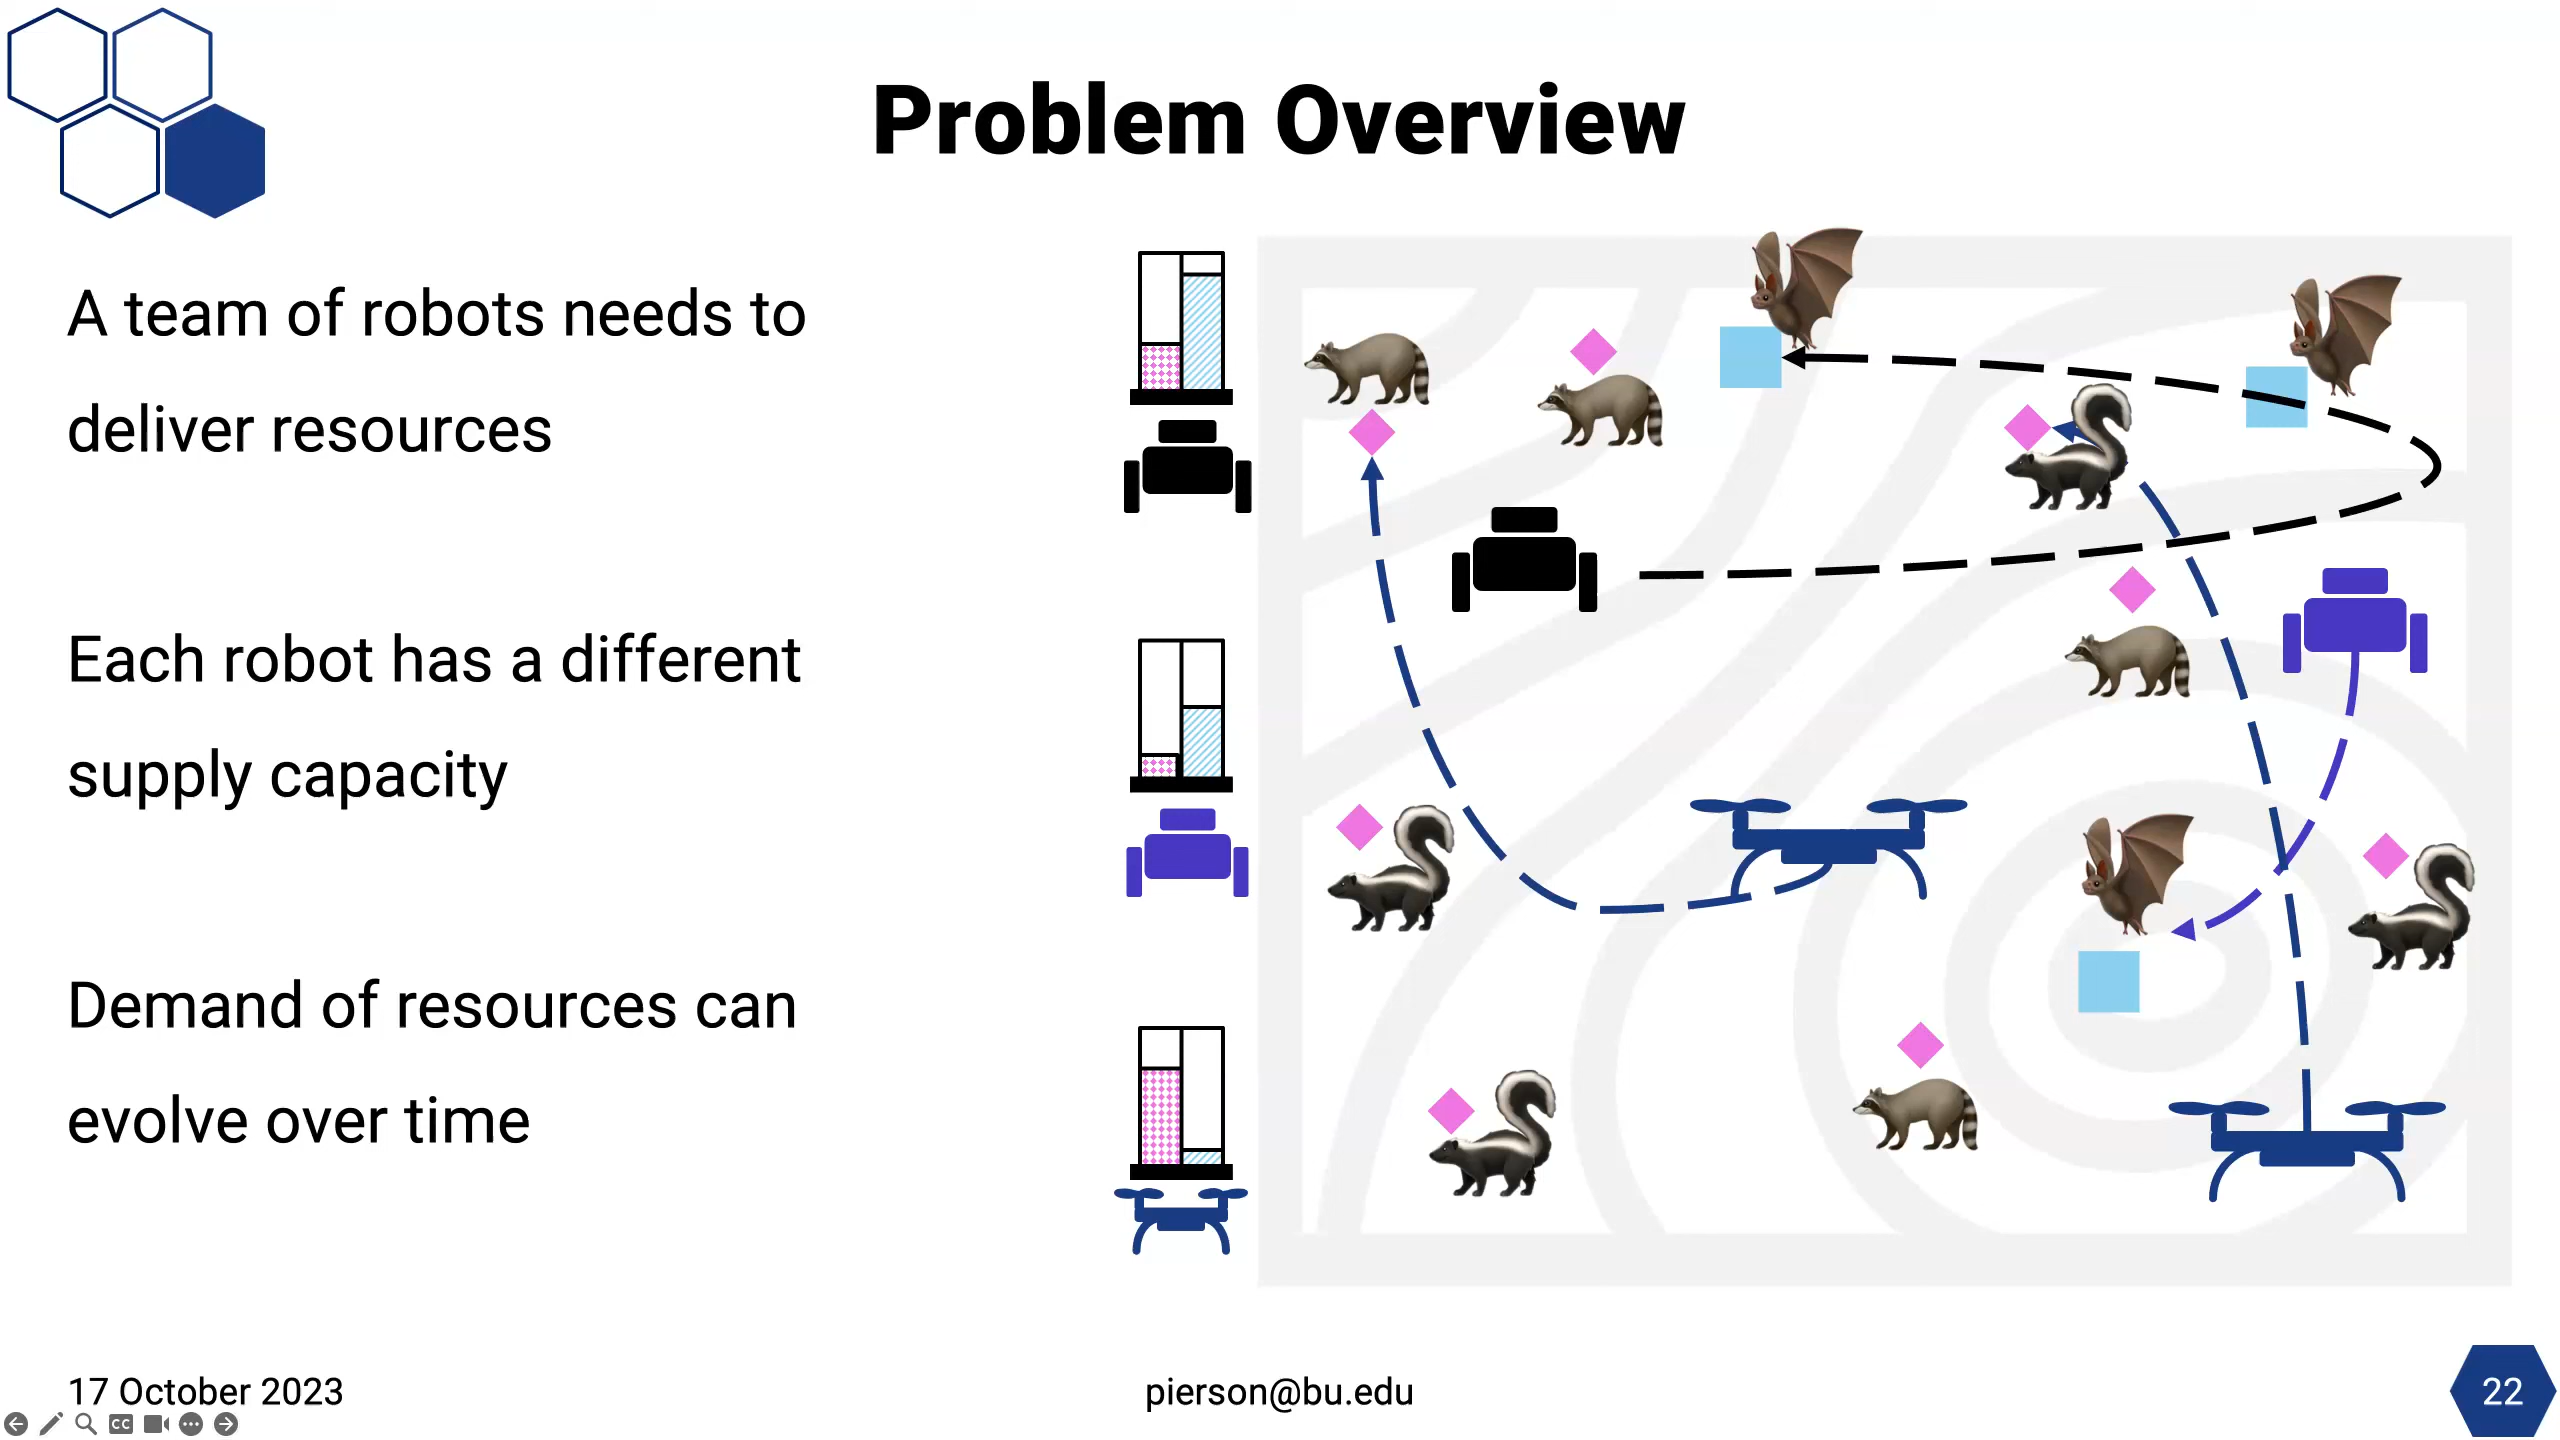 Problem Overview
A team of robots needs to
deliver resources
Each robot has a different
supply capacity
Demand of resources can
evolve over time
17 October 2023
pierson@bu.edu
22
CC